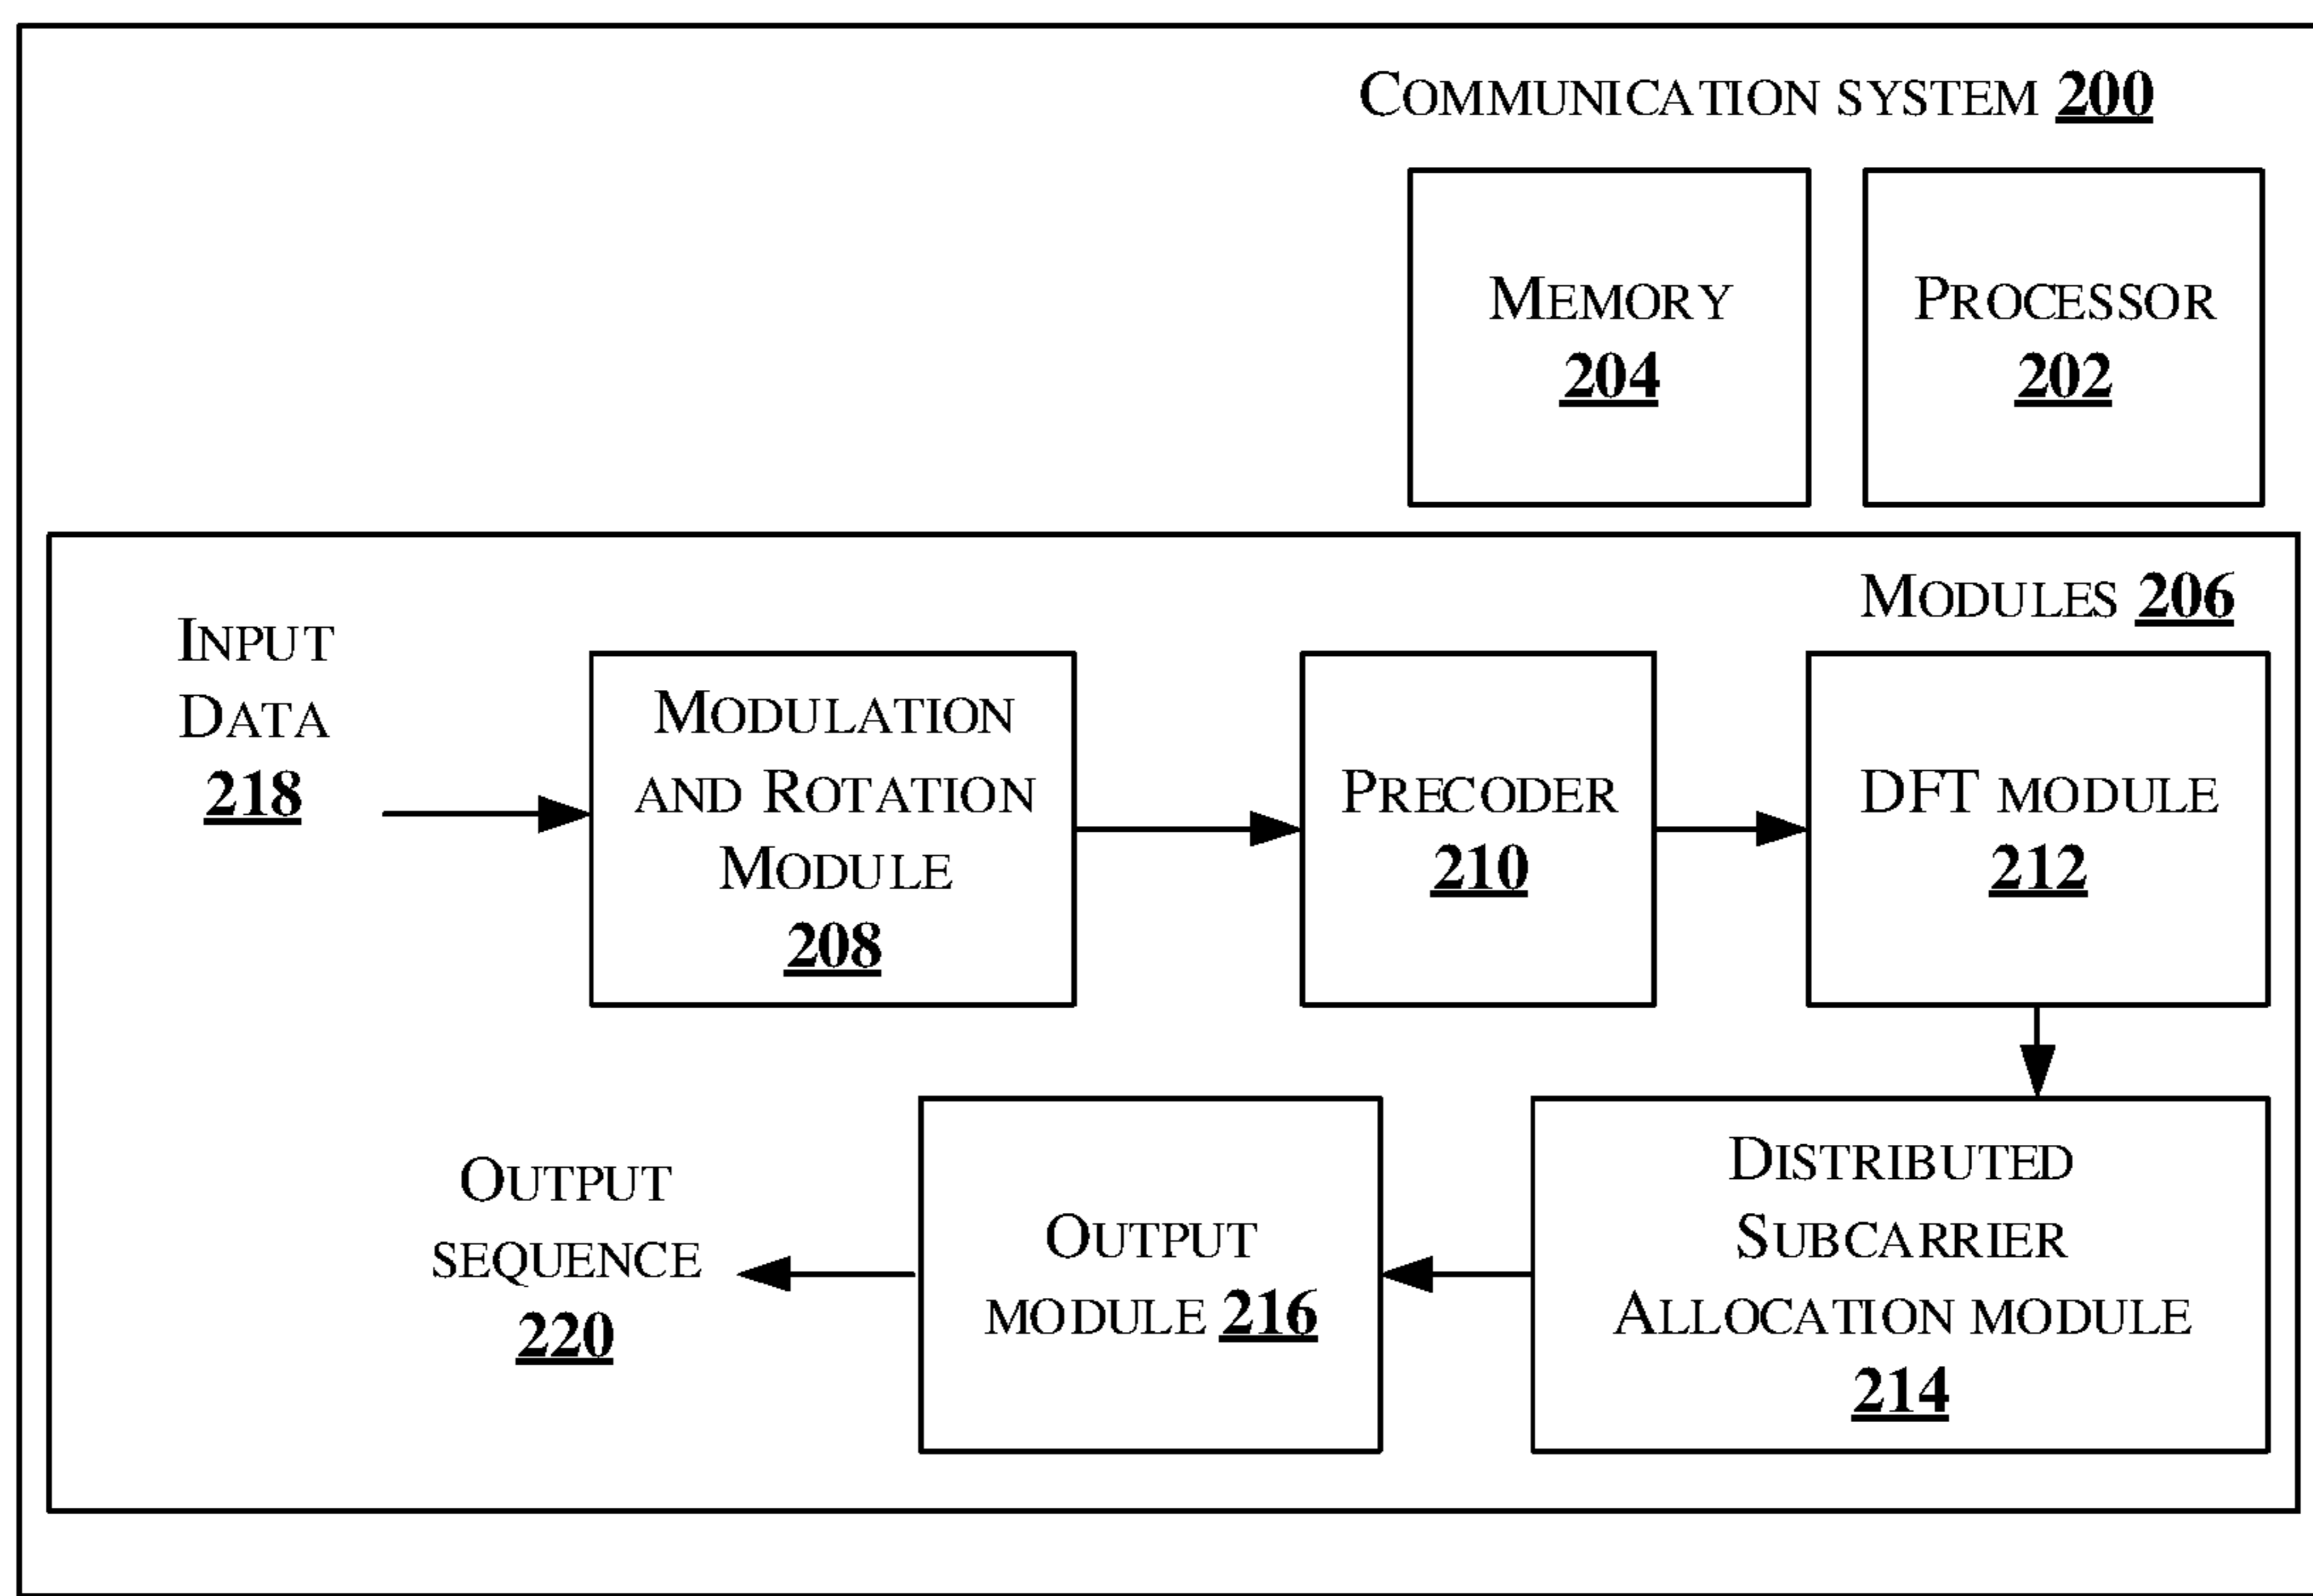 COMMUNICATION SYSTEM 200
MEMORY
204
PROCESSOR
202
MODULES 206
INPUT
DATA
218
MODULATION
AND ROTATION
MODULE
208
PRECODER
210
DFT MODULE
212
DISTRIBUTED
SUBCARRIER
ALLOCATION MODULE
214
OUTPUT
MODULE 216
OUTPUT
SEQUENCE
220